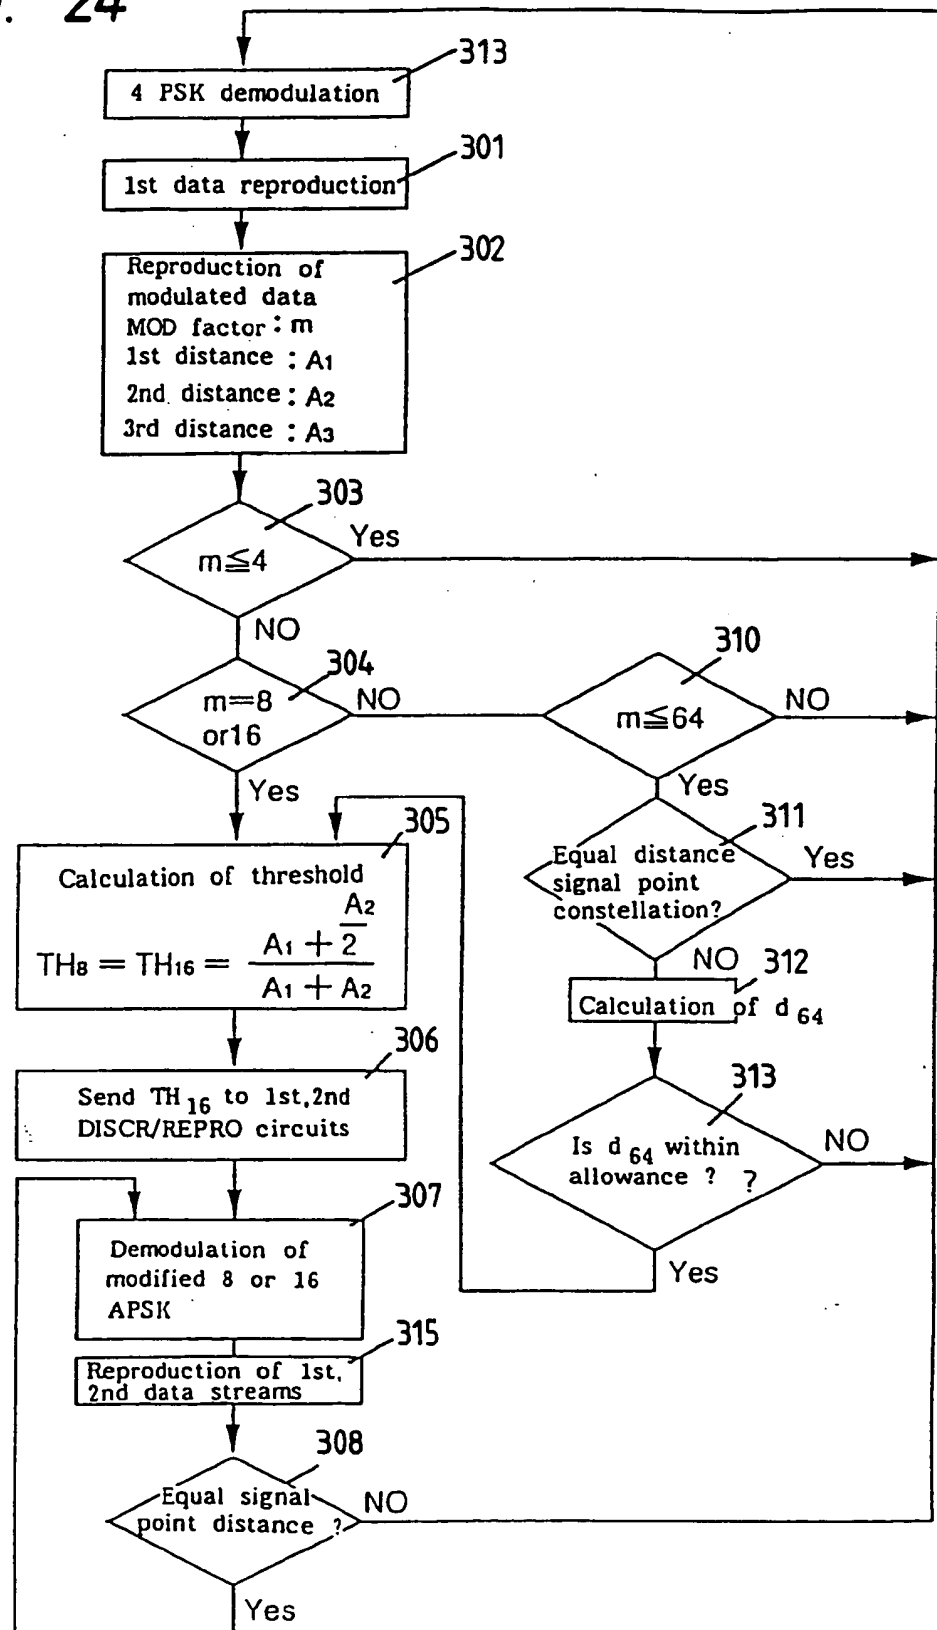 24
313
4 PSK demodulation
301
1st data reproduction
302
Reproduction of
modulated data
MOD factor : m
1st distance : A1
2nd distance : A2
3rd distance : A3
303
m≦4
Yes
NO
304
m=8
or16
NO
Yes
310
m≦64
NO
Yes
311
Equal distance
signal point
constellation?
Yes
NO
312
Calculation of d64
313
Is d64 within
allowance ? ?
NO
Yes
305
Calculation of threshold
TH8 = TH16 = (A1 + A2/2) / (A1 + A2)
306
Send TH16 to 1st,2nd
DISCR/REPRO circuits
307
Demodulation of
modified 8 or 16
APSK
315
Reproduction of 1st,
2nd data streams
308
Equal signal
point distance ?
NO
Yes